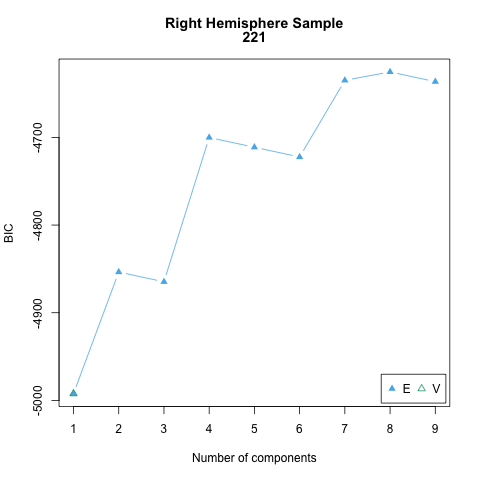 Right Hemisphere Sample
221
BIC
-4700
-4800
-4900
-5000
1 2 3 4 5 6 7 8 9
Number of components
E V